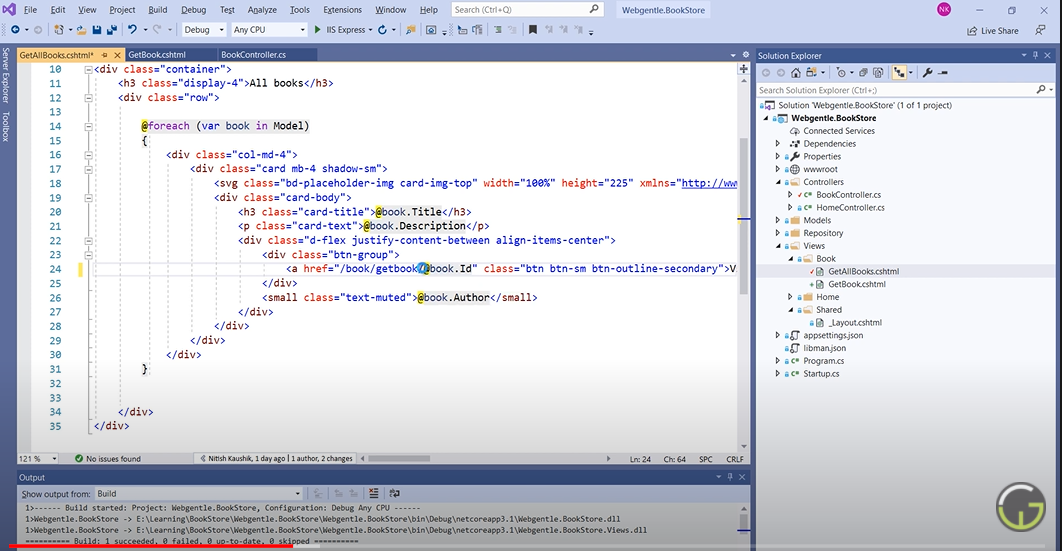 File Edit View Project Build Debug Test Analyze Tools Extensions Window Help Search (Ctrl+Q) Webgentle.BookStore NK
Debug Any CPU IIS Express Live Share
Server Explorer
Toolbox
GetAllBooks.cshtml* GetBook.cshtml BookController.cs
10 <div class="container">
11 <h3 class="display-4">All books</h3>
12 <div class="row">
13
14 @foreach (var book in Model)
15 {
16 <div class="col-md-4">
17 <div class="card mb-4 shadow-sm">
18 <svg class="bd-placeholder-img card-img-top" width="100%" height="225" xmlns="http://www
19 <div class="card-body">
20 <h3 class="card-title">@book.Title</h3>
21 <p class="card-text">@book.Description</p>
22 <div class="d-flex justify-content-between align-items-center">
23 <div class="btn-group">
24 <a href="/book/getbook/@book.Id" class="btn btn-sm btn-outline-secondary">V
25 </div>
26 <small class="text-muted">@book.Author</small>
27 </div>
28 </div>
29 </div>
30 </div>
31 }
32
33
34 </div>
35 </div>
121 % No issues found Nitish Kaushik, 1 day ago | 1 author, 2 changes Ln: 24 Ch: 64 SPC CRLF
Output
Show output from: Build
1>------ Build started: Project: Webgentle.BookStore, Configuration: Debug Any CPU ------
1>Webgentle.BookStore -> E:\Learning\BookStore\Webgentle.BookStore\Webgentle.BookStore\bin\Debug\netcoreapp3.1\Webgentle.BookStore.dll
1>Webgentle.BookStore -> E:\Learning\BookStore\Webgentle.BookStore\Webgentle.BookStore\bin\Debug\netcoreapp3.1\Webgentle.BookStore.Views.dll
========== Build: 1 succeeded, 0 failed, 0 up-to-date, 0 skipped ==========
Solution Explorer
Search Solution Explorer (Ctrl+;)
Solution 'Webgentle.BookStore' (1 of 1 project)
Webgentle.BookStore
Connected Services
Dependencies
Properties
wwwroot
Controllers
BookController.cs
HomeController.cs
Models
Repository
Views
Book
GetAllBooks.cshtml
GetBook.cshtml
Home
Shared
_Layout.cshtml
appsettings.json
libman.json
Program.cs
Startup.cs